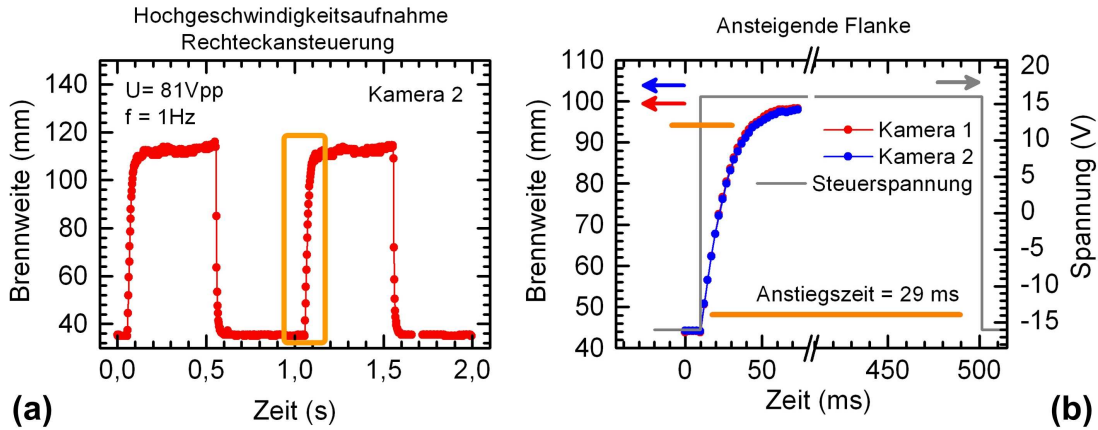 Hochgeschwindigkeitsaufnahme
Rechteckansteuerung
Brennweite (mm)
140
120
100
80
60
40
U= 81Vpp
f = 1Hz
Kamera 2
0,0
0,5
1,0
1,5
2,0
Zeit (s)
(a)
Ansteigende Flanke
Brennweite (mm)
110
100
90
80
70
60
50
40
Kamera 1
Kamera 2
Steuerspannung
Anstiegszeit = 29 ms
20
15
10
5
0
-5
-10
-15
Spannung (V)
0
50
450
500
Zeit (ms)
(b)